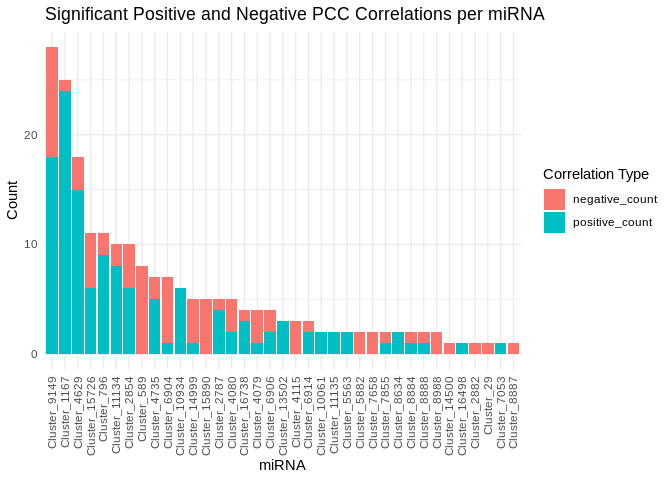 Significant Positive and Negative PCC Correlations per miRNA
Count
20
10
0
Cluster_9149
Cluster_1167
Cluster_4629
Cluster_15726
Cluster_796
Cluster_11134
Cluster_2854
Cluster_589
Cluster_4735
Cluster_6904
Cluster_10934
Cluster_14999
Cluster_15890
Cluster_2787
Cluster_4080
Cluster_16738
Cluster_4079
Cluster_6906
Cluster_13502
Cluster_4115
Cluster_6914
Cluster_10061
Cluster_11135
Cluster_5563
Cluster_5882
Cluster_7658
Cluster_7855
Cluster_8634
Cluster_8884
Cluster_8888
Cluster_8988
Cluster_14500
Cluster_16498
Cluster_2882
Cluster_29
Cluster_7053
Cluster_8887
miRNA
Correlation Type
negative_count
positive_count